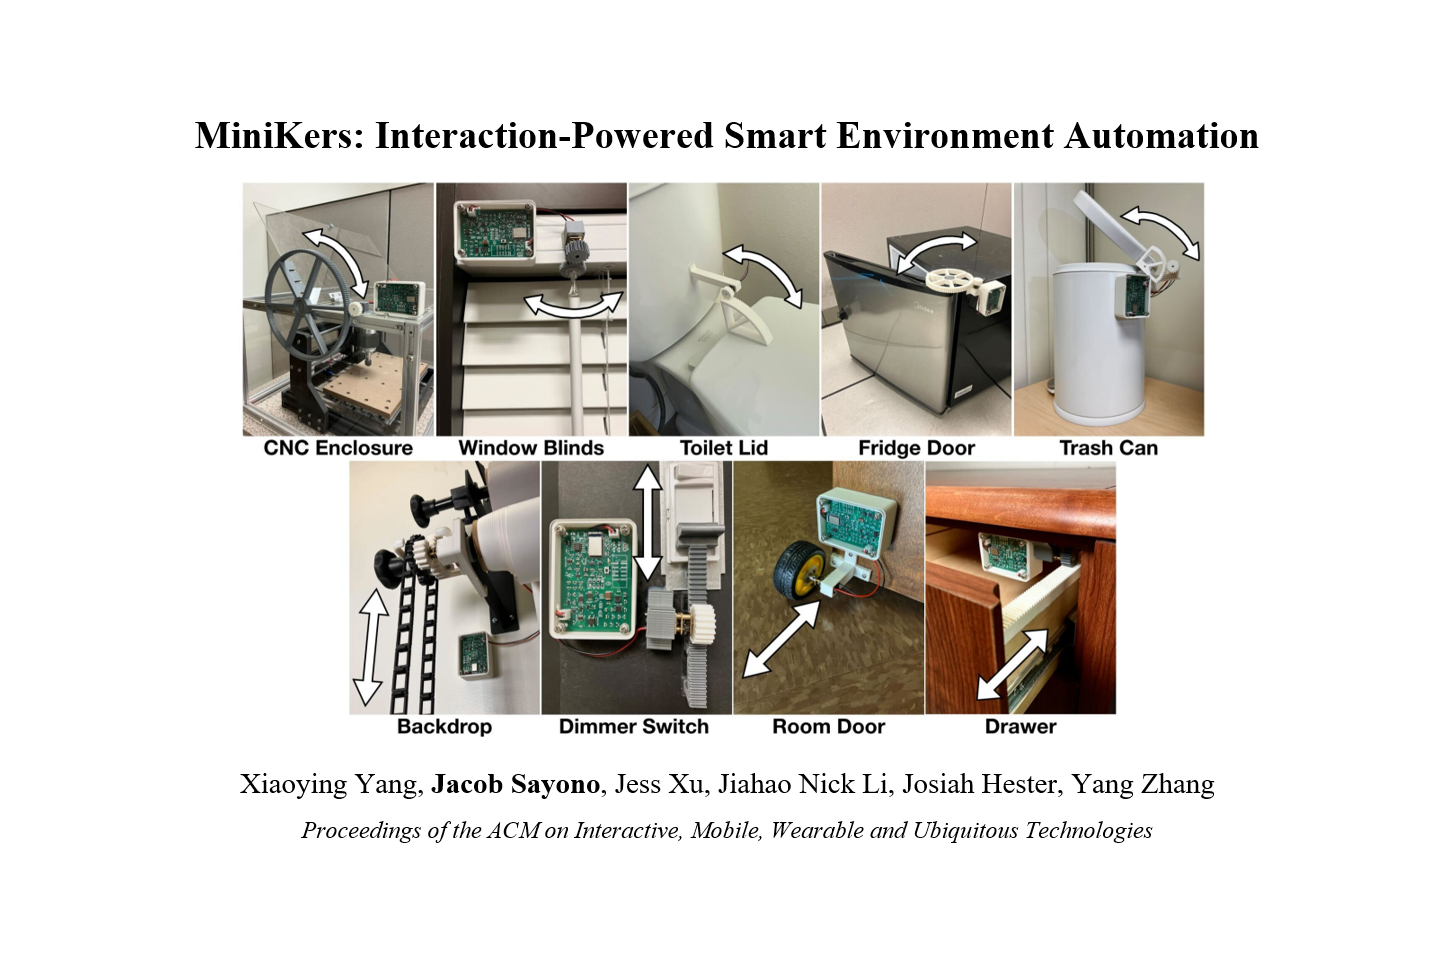 MiniKers: Interaction-Powered Smart Environment Automation
CNC Enclosure
Window Blinds
Toilet Lid
Fridge Door
Trash Can
Backdrop
Dimmer Switch
Room Door
Drawer
Xiaoying Yang, Jacob Sayono, Jess Xu, Jiahao Nick Li, Josiah Hester, Yang Zhang
Proceedings of the ACM on Interactive, Mobile, Wearable and Ubiquitous Technologies